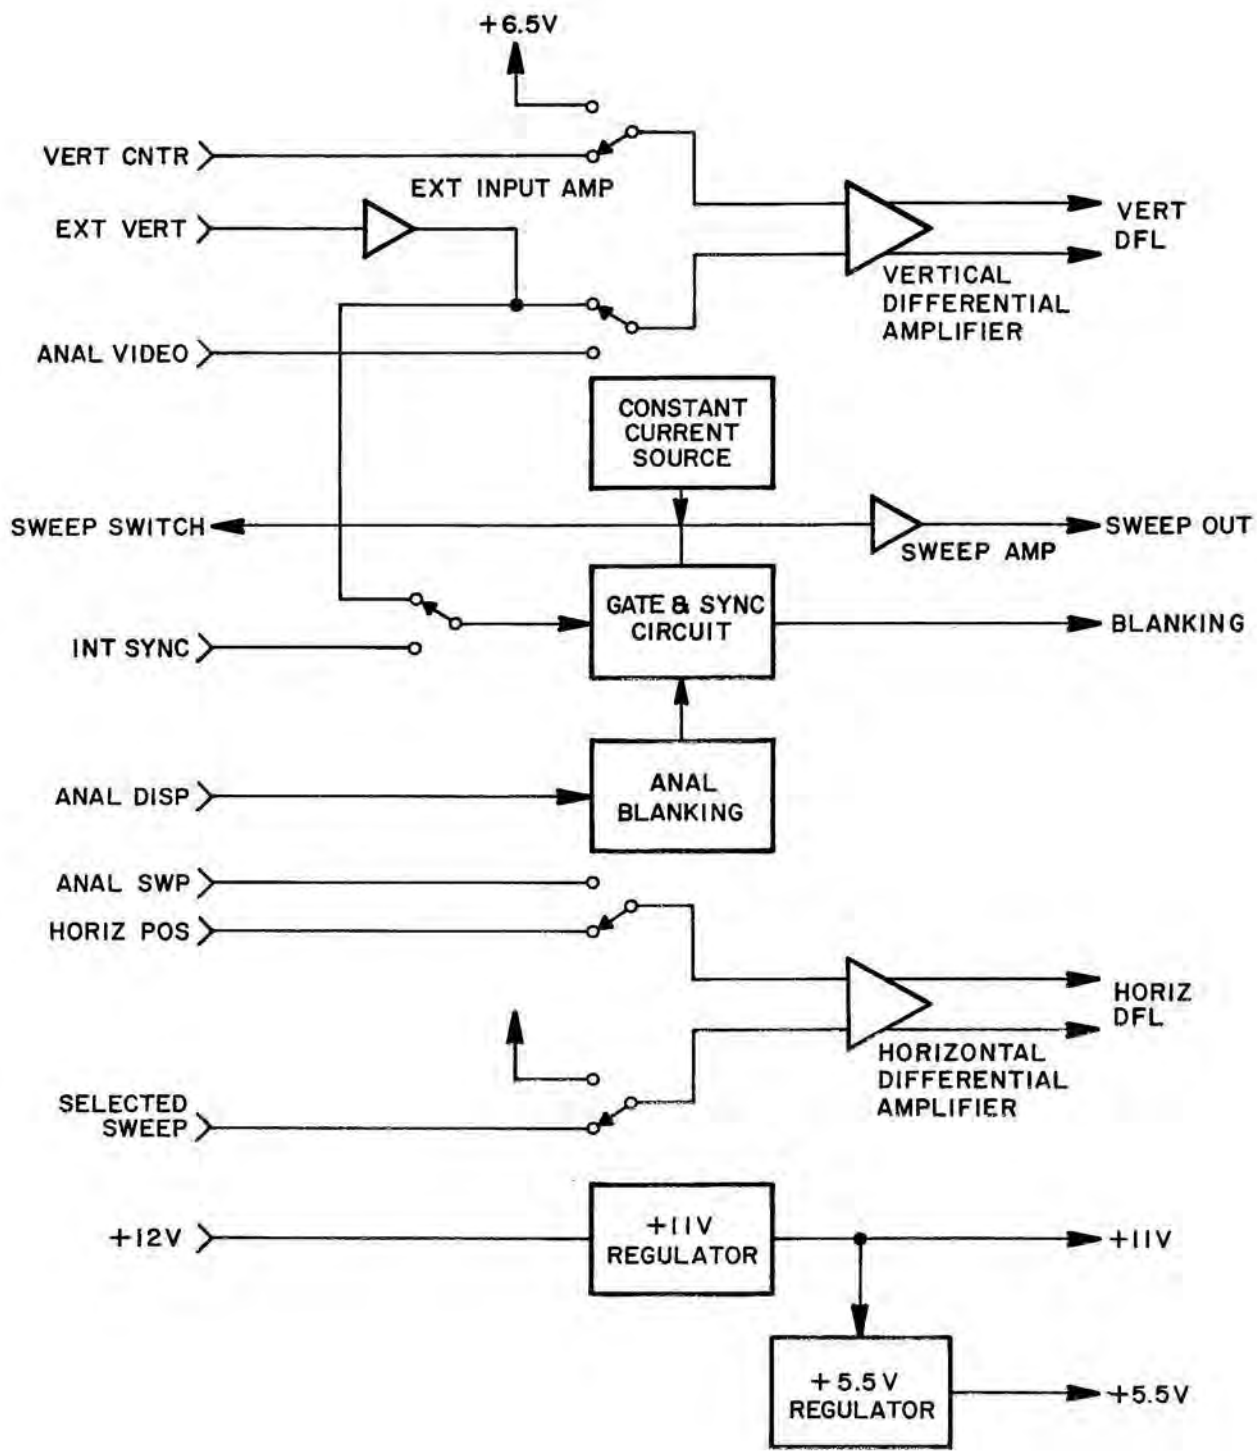 +6.5V
VERT CNTR
EXT INPUT AMP
EXT VERT
VERT
DFL
VERTICAL
DIFFERENTIAL
AMPLIFIER
ANAL VIDEO
CONSTANT
CURRENT
SOURCE
SWEEP SWITCH
SWEEP OUT
SWEEP AMP
GATE & SYNC
CIRCUIT
BLANKING
INT SYNC
ANAL DISP
ANAL
BLANKING
ANAL SWP
HORIZ POS
HORIZ
DFL
HORIZONTAL
DIFFERENTIAL
AMPLIFIER
SELECTED
SWEEP
+12V
+11V
REGULATOR
+11V
+5.5V
REGULATOR
+5.5V